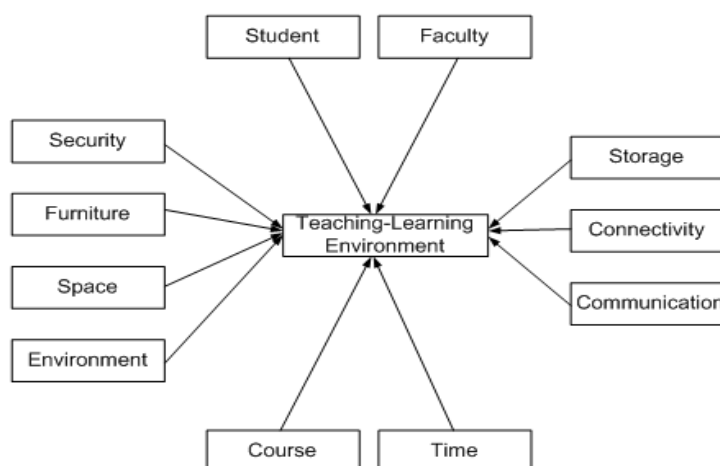 Student
Faculty
Security
Storage
Furniture
Teaching-Learning
Environment
Connectivity
Space
Communication
Environment
Course
Time